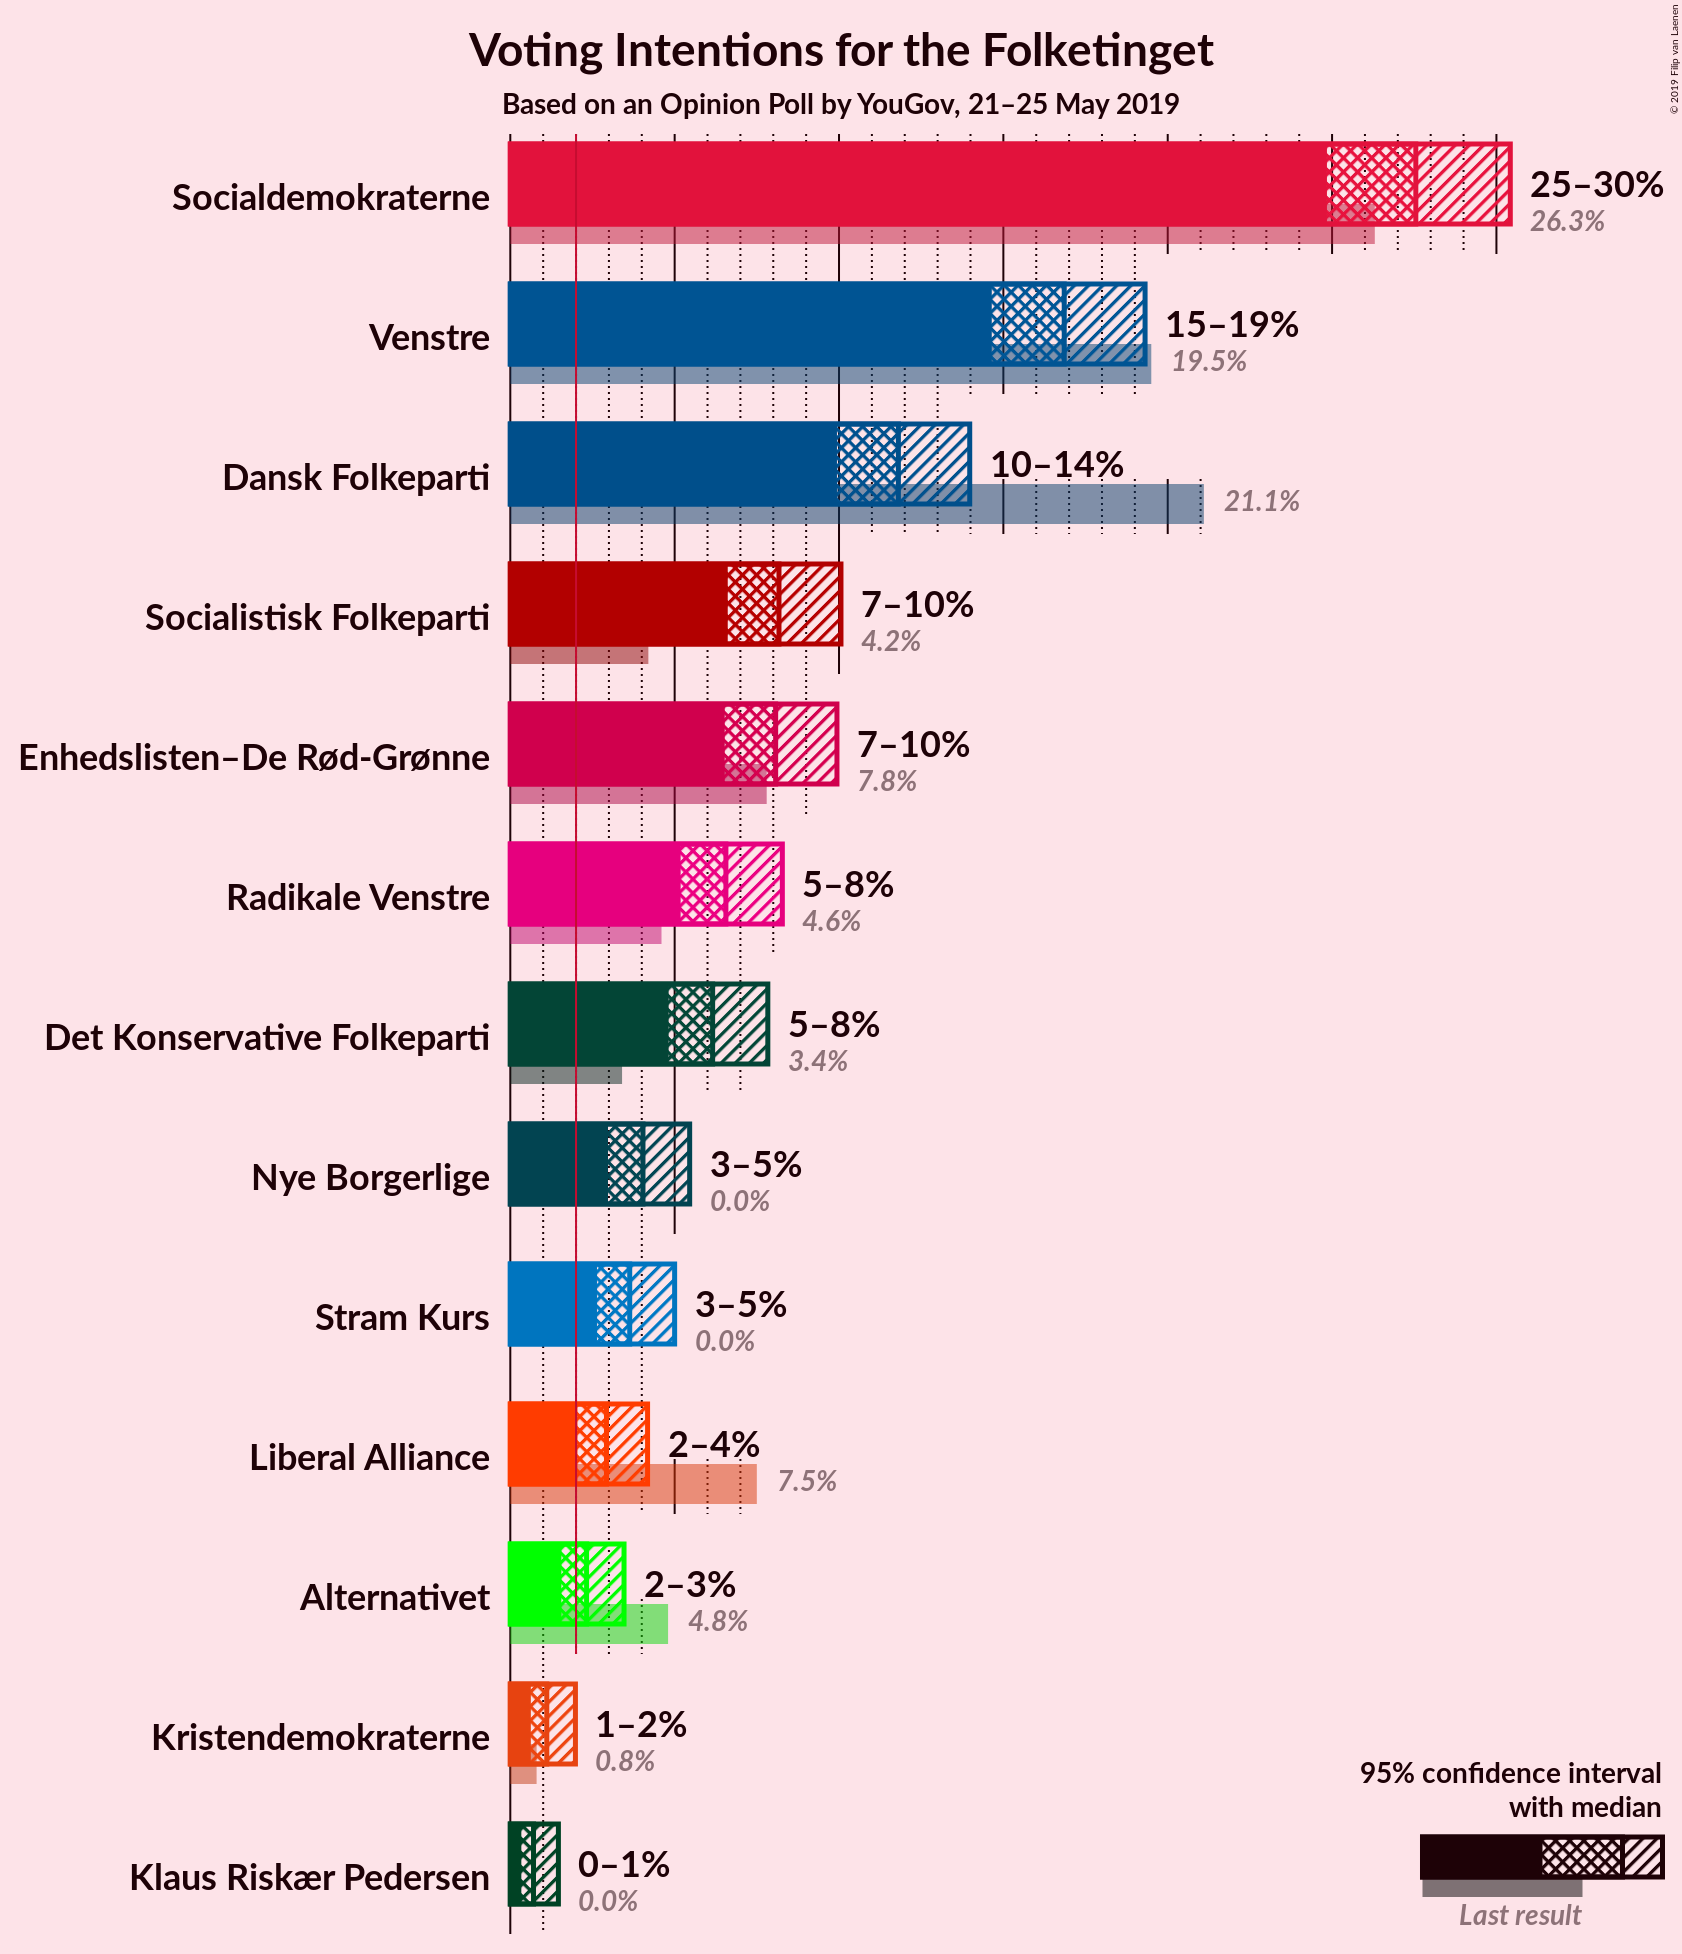 © 2019 Filip van Laenen
Voting Intentions for the Folketinget
Based on an Opinion Poll by YouGov, 21–25 May 2019
Socialdemokraterne
25–30%
26.3%
Venstre
15–19%
19.5%
Dansk Folkeparti
10–14%
21.1%
Socialistisk Folkeparti
7–10%
4.2%
Enhedslisten–De Rød-Grønne
7–10%
7.8%
Radikale Venstre
5–8%
4.6%
Det Konservative Folkeparti
5–8%
3.4%
Nye Borgerlige
3–5%
0.0%
Stram Kurs
3–5%
0.0%
Liberal Alliance
2–4%
7.5%
Alternativet
2–3%
4.8%
Kristendemokraterne
1–2%
0.8%
Klaus Riskær Pedersen
0–1%
0.0%
95% confidence interval
with median
Last result